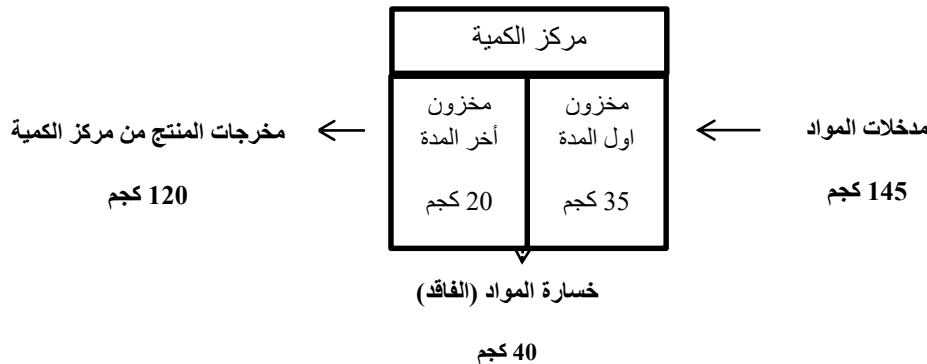 مركز الكمية
مدخلات المواد
145 كجم
مخزون
اول المدة
35 كجم
مخزون
أخر المدة
20 كجم
مخرجات المنتج من مركز الكمية
120 كجم
خسارة المواد (الفاقد)
40 كجم